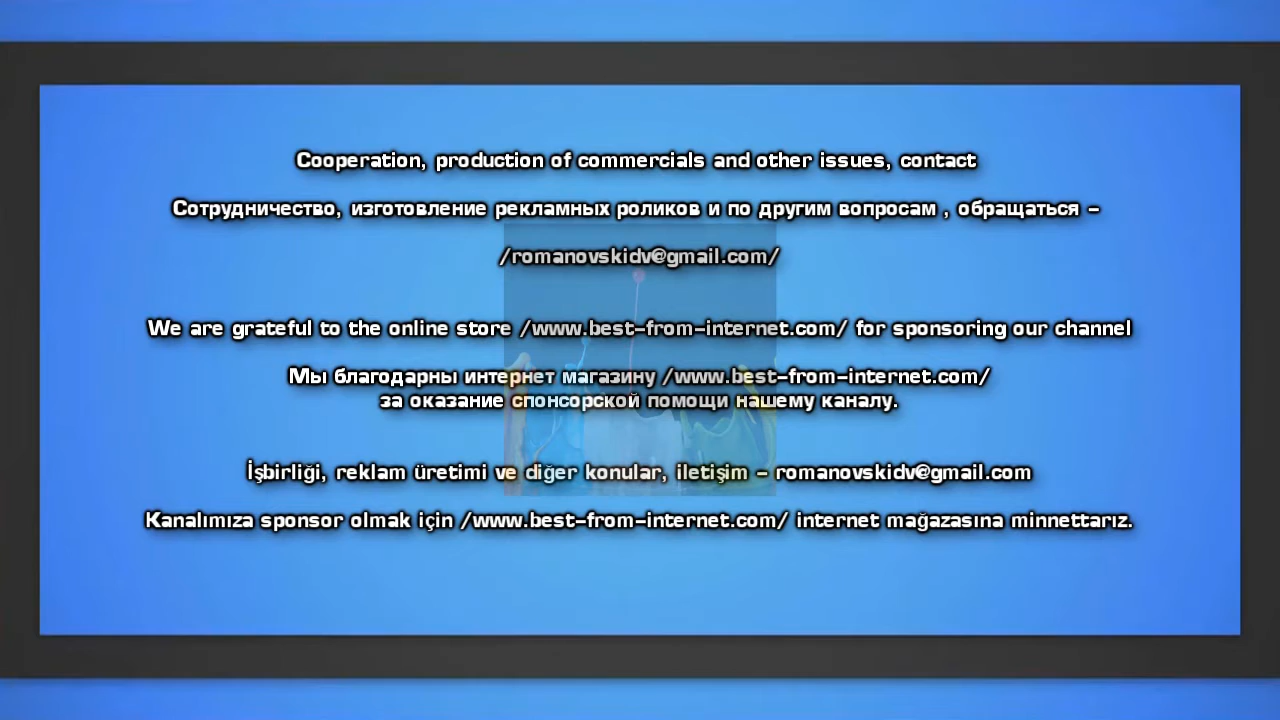 Cooperation, production of commercials and other issues, contact
Сотрудничество, изготовление рекламных роликов и по другим вопросам , обращаться -
/romanovskidv@gmail.com/
We are grateful to the online store /www.best-from-internet.com/ for sponsoring our channel
Мы благодарны интернет магазину /www.best-from-internet.com/
за оказание спонсорской помощи нашему каналу.
İşbirliği, reklam üretimi ve diğer konular, iletişim - romanovskidv@gmail.com
Kanalımıza sponsor olmak için /www.best-from-internet.com/ internet mağazasına minnettarız.